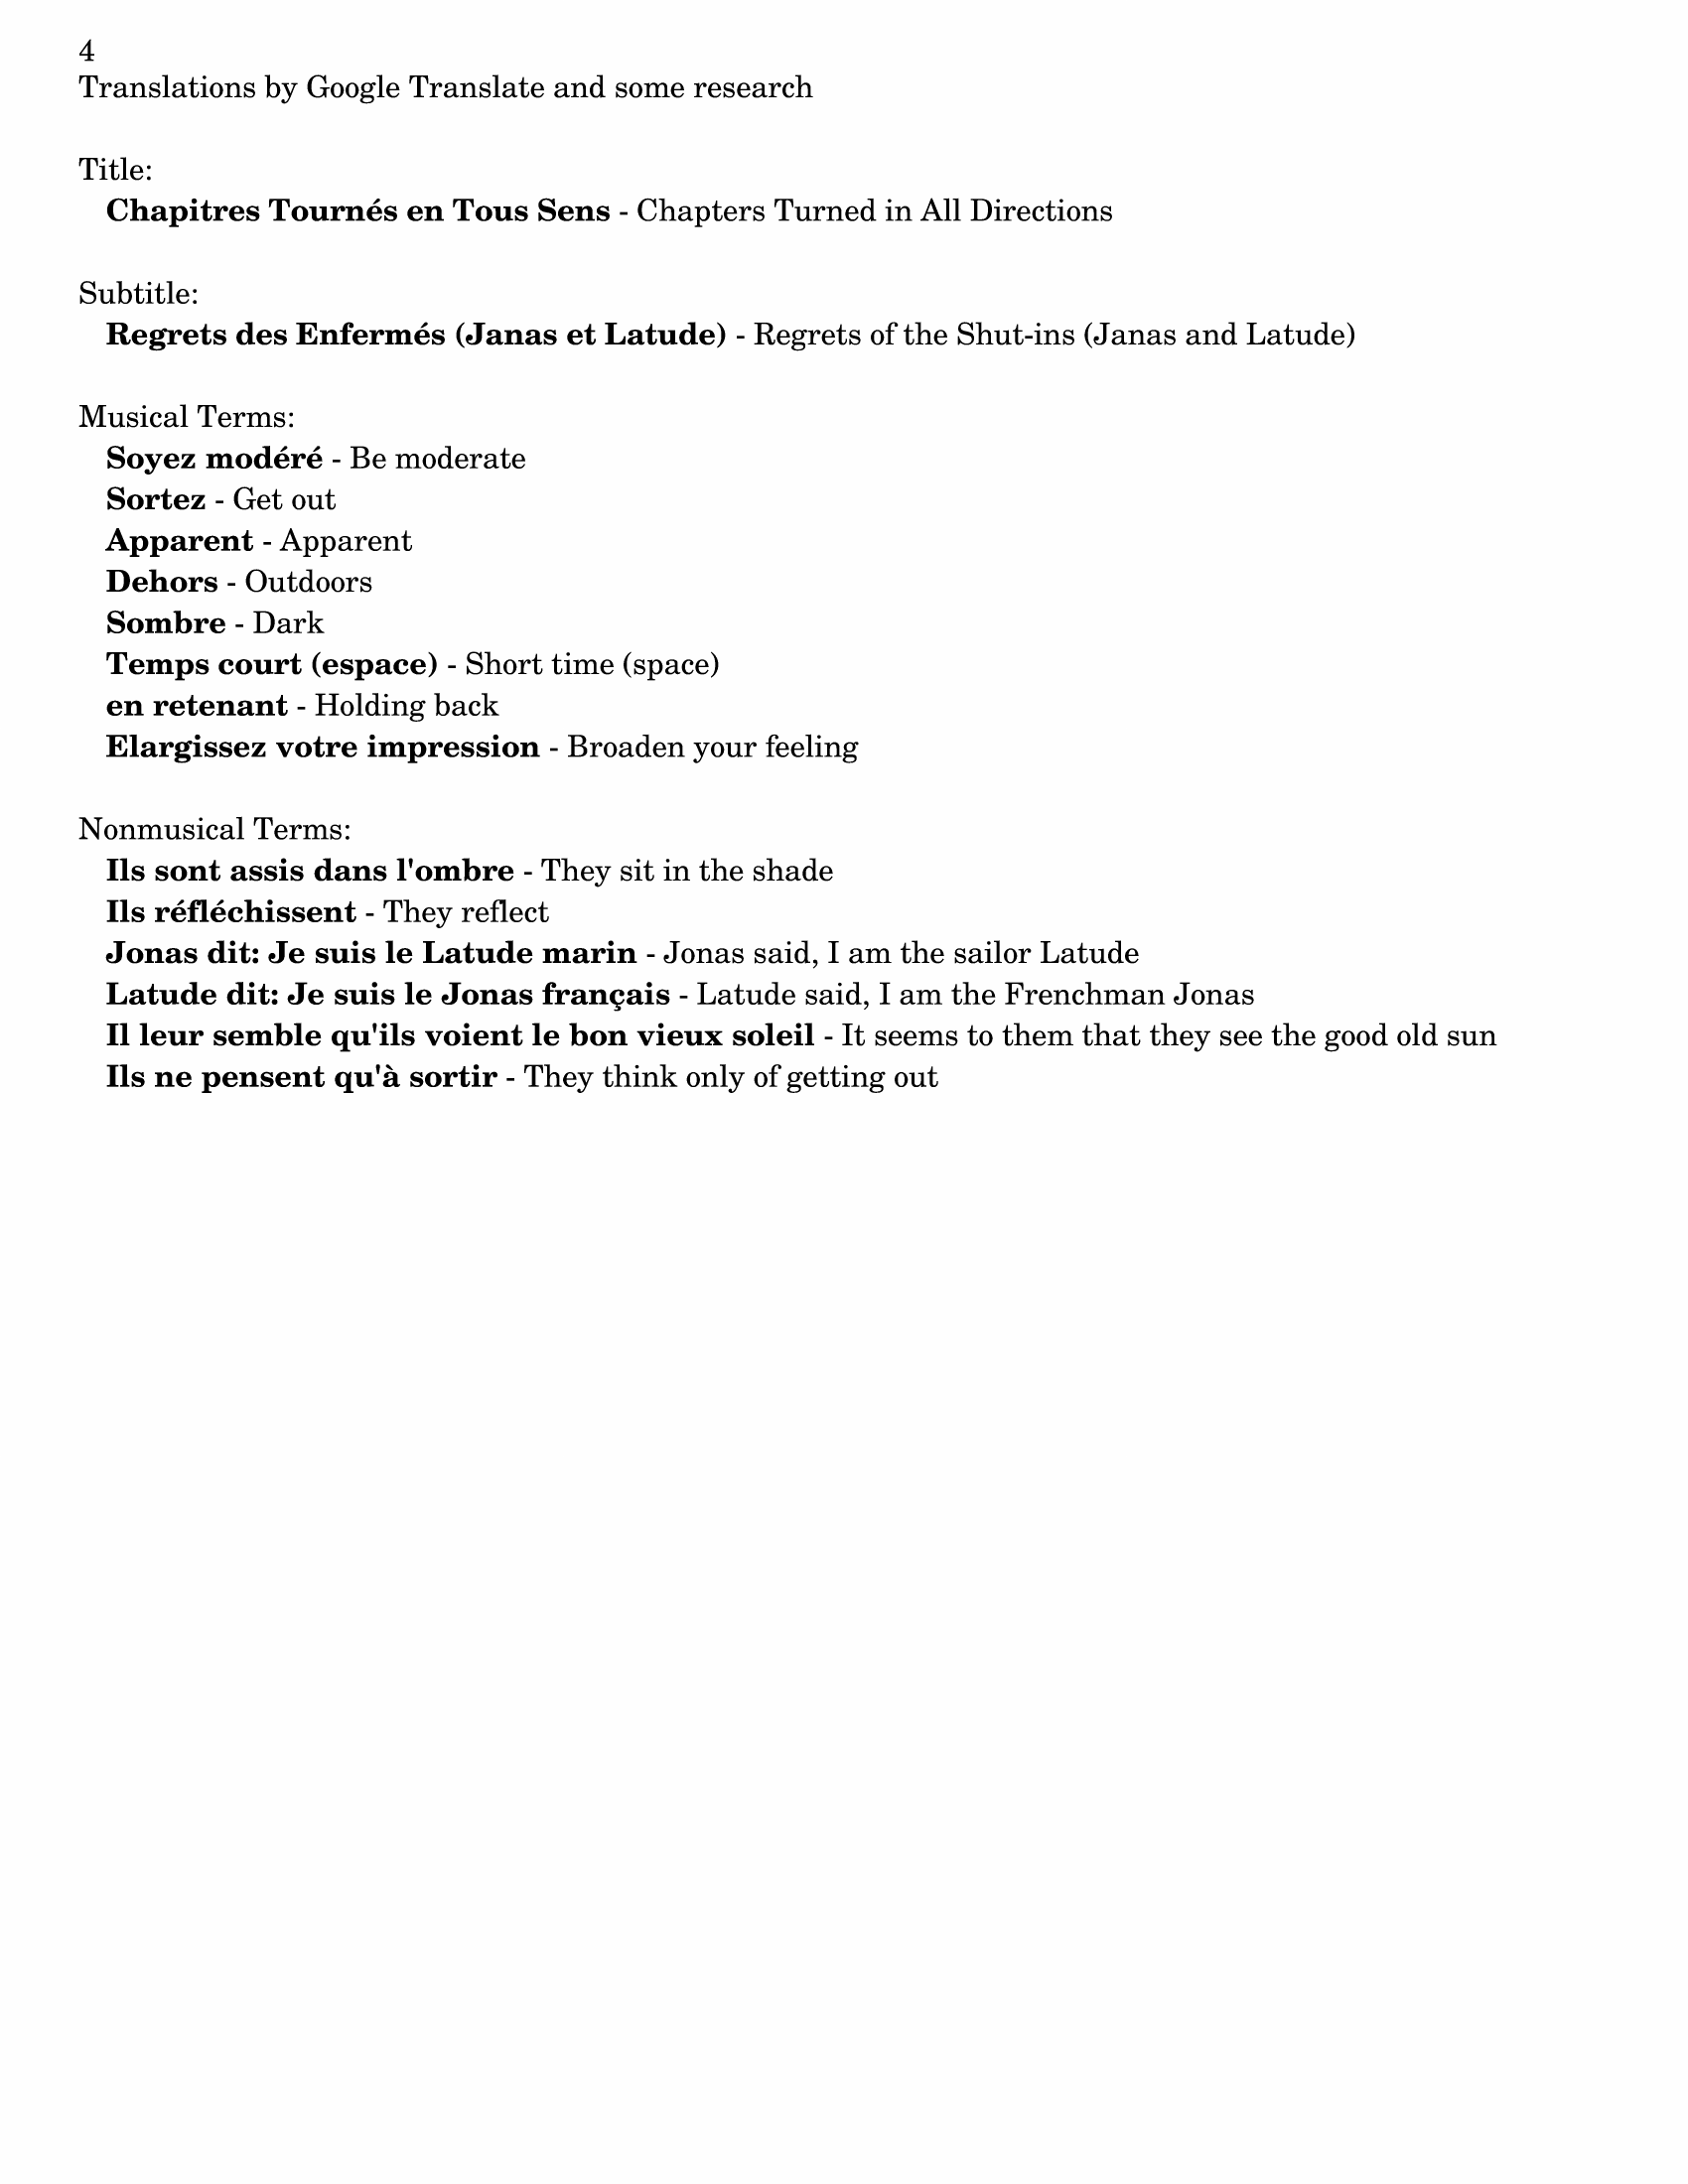 4
Translations by Google Translate and some research
Title:
Chapitres Tournés en Tous Sens - Chapters Turned in All Directions
Subtitle:
Regrets des Enfermés (Janas et Latude) - Regrets of the Shut-ins (Janas and Latude)
Musical Terms:
Soyez modéré - Be moderate
Sortez - Get out
Apparent - Apparent
Dehors - Outdoors
Sombre - Dark
Temps court (espace) - Short time (space)
en retenant - Holding back
Elargissez votre impression - Broaden your feeling
Nonmusical Terms:
Ils sont assis dans l'ombre - They sit in the shade
Ils réfléchissent - They reflect
Jonas dit: Je suis le Latude marin - Jonas said, I am the sailor Latude
Latude dit: Je suis le Jonas français - Latude said, I am the Frenchman Jonas
Il leur semble qu'ils voient le bon vieux soleil - It seems to them that they see the good old sun
Ils ne pensent qu'à sortir - They think only of getting out